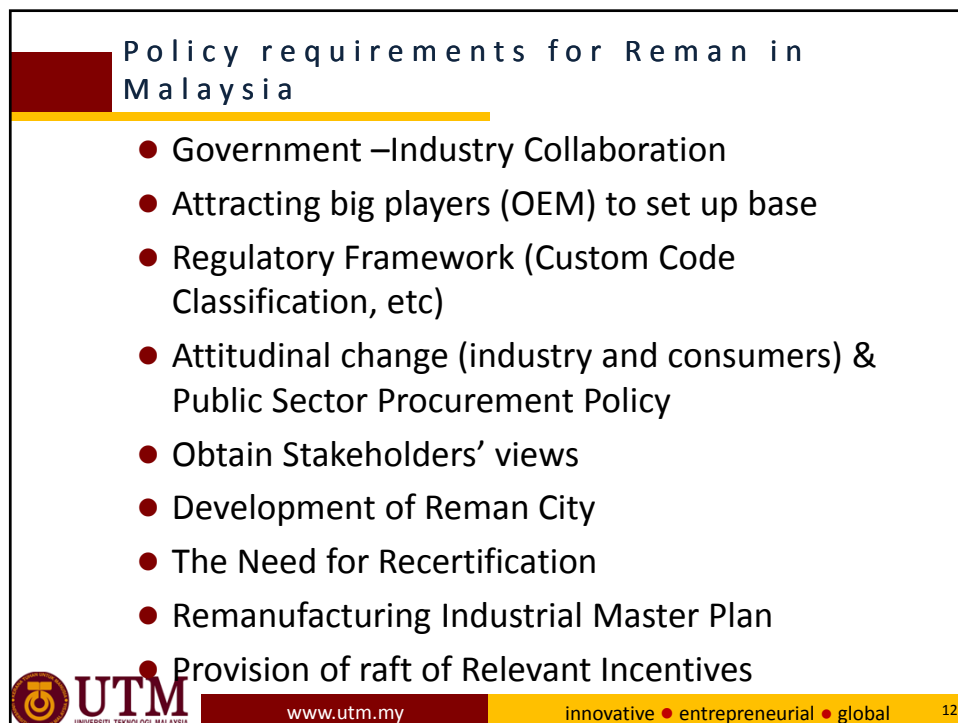 Policy requirements for Reman in
Malaysia
● Government –Industry Collaboration
● Attracting big players (OEM) to set up base
● Regulatory Framework (Custom Code
Classification, etc)
● Attitudinal change (industry and consumers) &
Public Sector Procurement Policy
● Obtain Stakeholders’ views
● Development of Reman City
● The Need for Recertification
● Remanufacturing Industrial Master Plan
● Provision of raft of Relevant Incentives
UTM
UNIVERSITI TEKNOLOGI MALAYSIA
www.utm.my
innovative ● entrepreneurial ● global
12